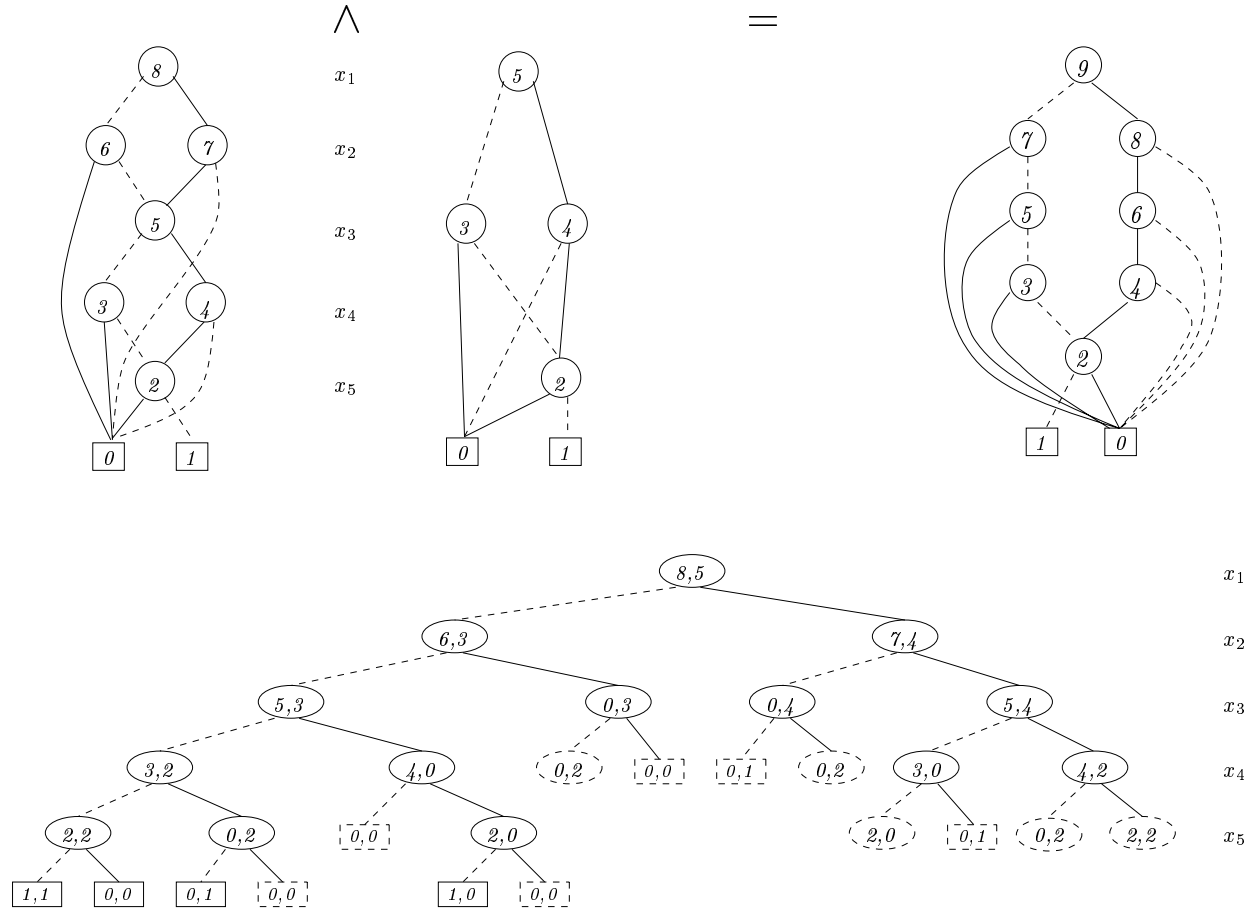 ∧ =
8 x1 5 9
6 7 x2 7 8
5 3 x3 4 5 6
3 4 x4 3 4
2 x5 2 2
0 1 0 1 1 0
8,5 x1
6,3 7,4 x2
5,3 0,3 0,4 5,4 x3
3,2 4,0 0,2 0,0 0,1 0,2 3,0 4,2 x4
2,2 0,2 0,0 2,0 2,0 0,1 0,2 2,2 x5
1,1 0,0 0,1 0,0 1,0 0,0